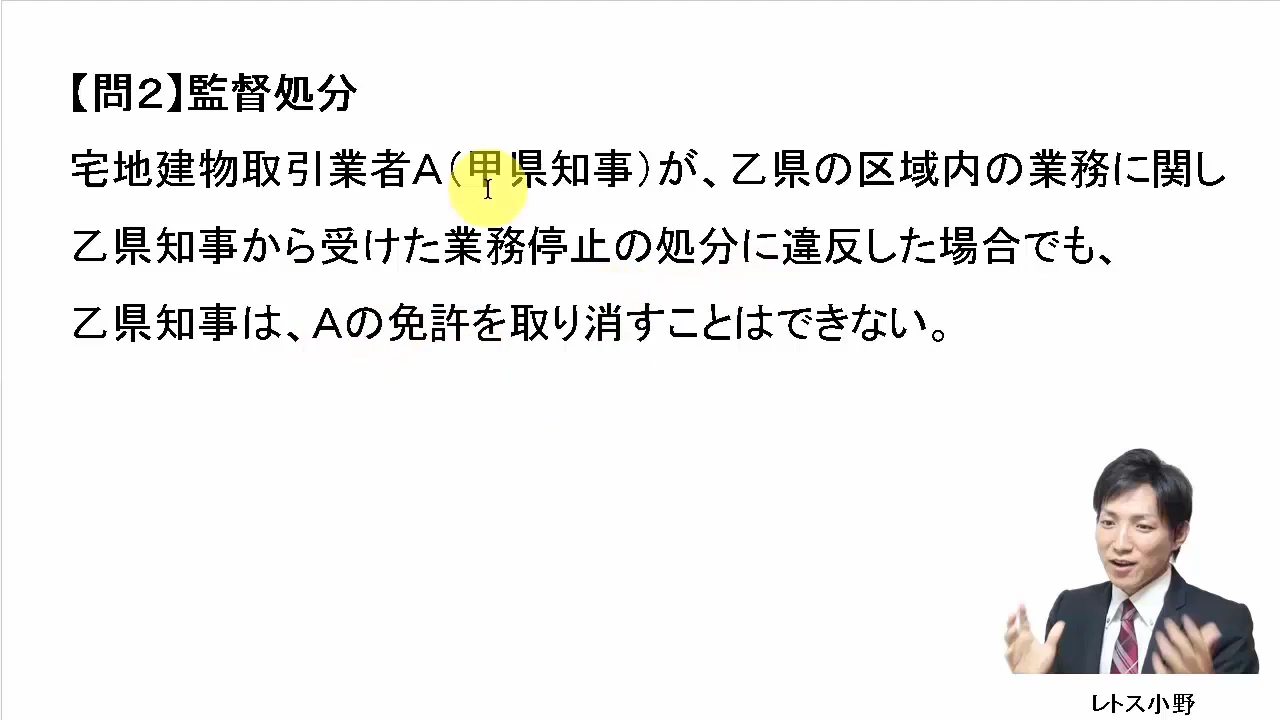 【問２】監督処分
宅地建物取引業者Ａ（甲県知事）が、乙県の区域内の業務に関し
乙県知事から受けた業務停止の処分に違反した場合でも、
乙県知事は、Ａの免許を取り消すことはできない。
レトス小野